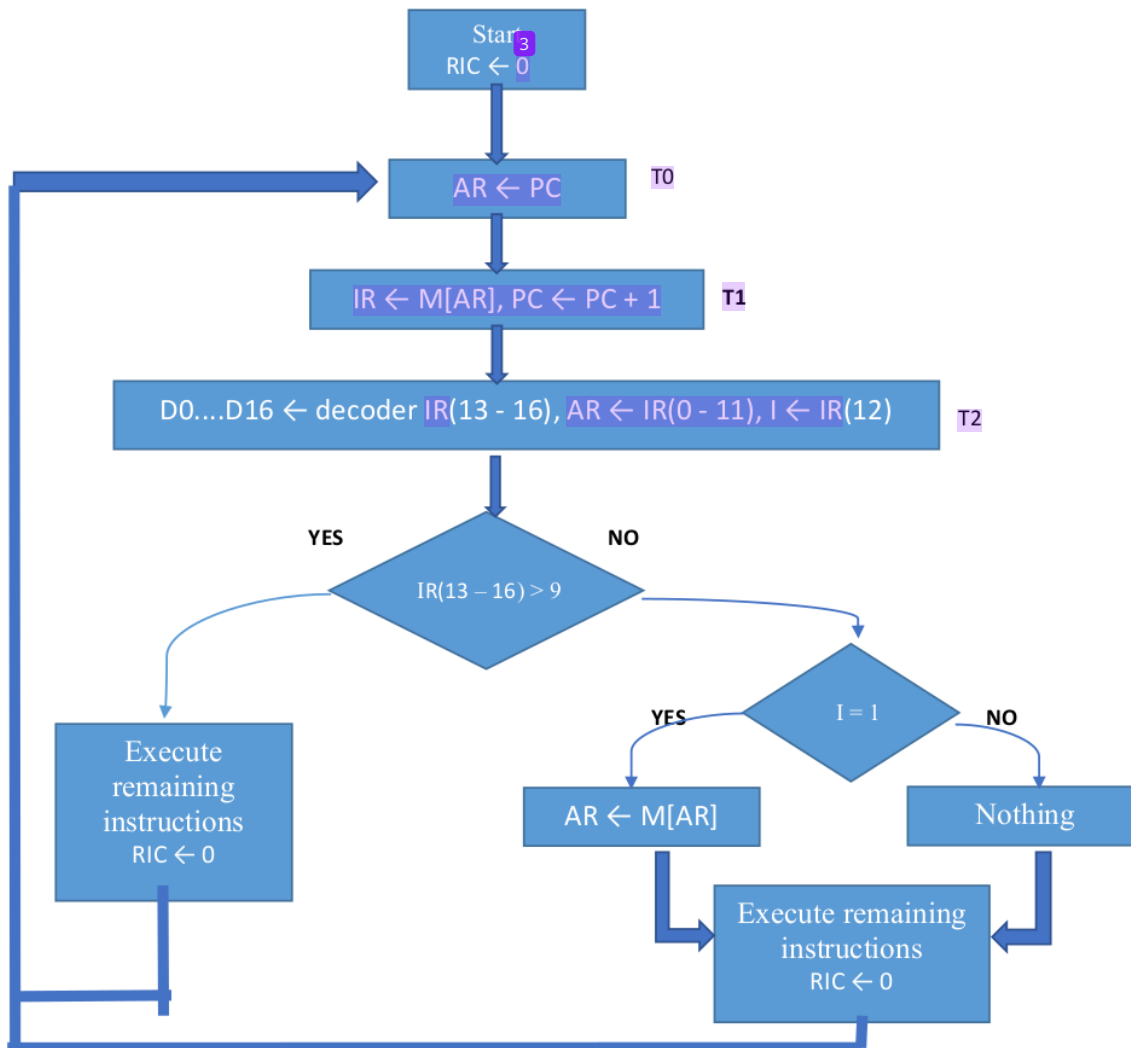 Start
3
RIC ← 0
AR ← PC
T0
IR ← M[AR], PC ← PC + 1
T1
D0....D16 ← decoder IR(13 - 16), AR ← IR(0 - 11), I ← IR(12)
T2
YES
NO
IR(13 – 16) > 9
I = 1
YES
NO
Execute
remaining
instructions
RIC ← 0
AR ← M[AR]
Nothing
Execute remaining
instructions
RIC ← 0